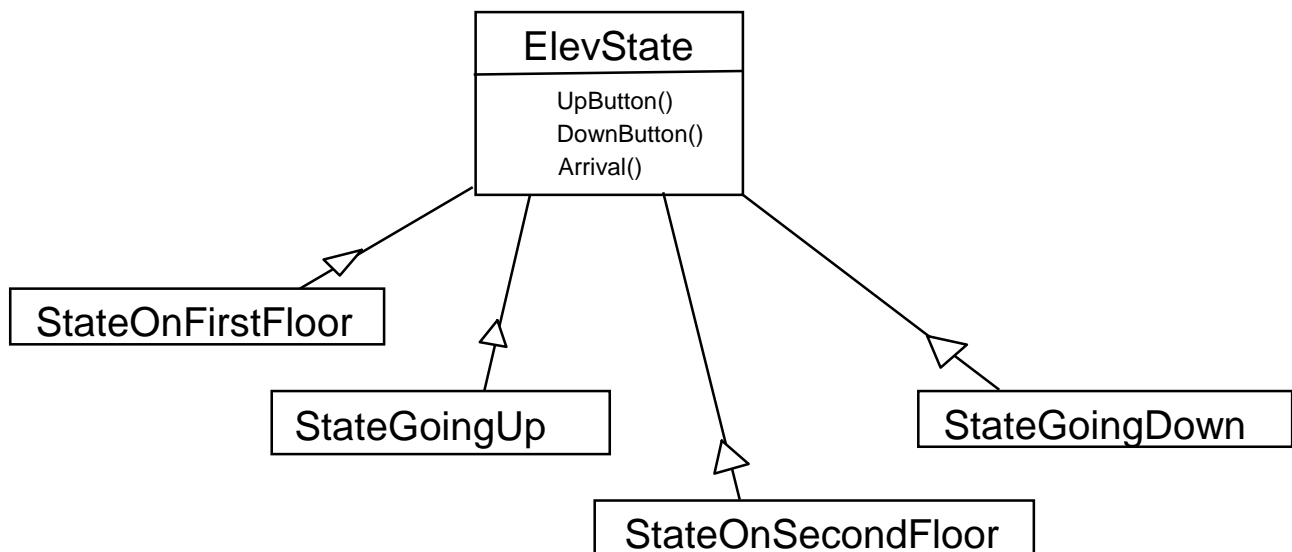 ElevState
UpButton()
DownButton()
Arrival()
StateOnFirstFloor
StateGoingUp
StateGoingDown
StateOnSecondFloor